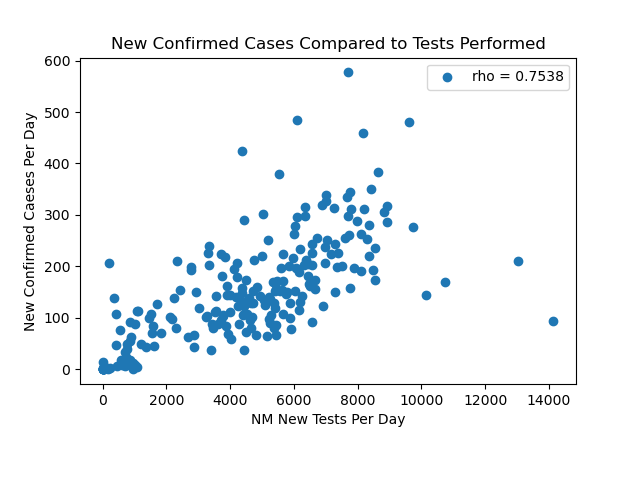 New Confirmed Cases Compared to Tests Performed
rho = 0.7538
New Confirmed Caeses Per Day
600
500
400
300
200
100
0
0 2000 4000 6000 8000 10000 12000 14000
NM New Tests Per Day